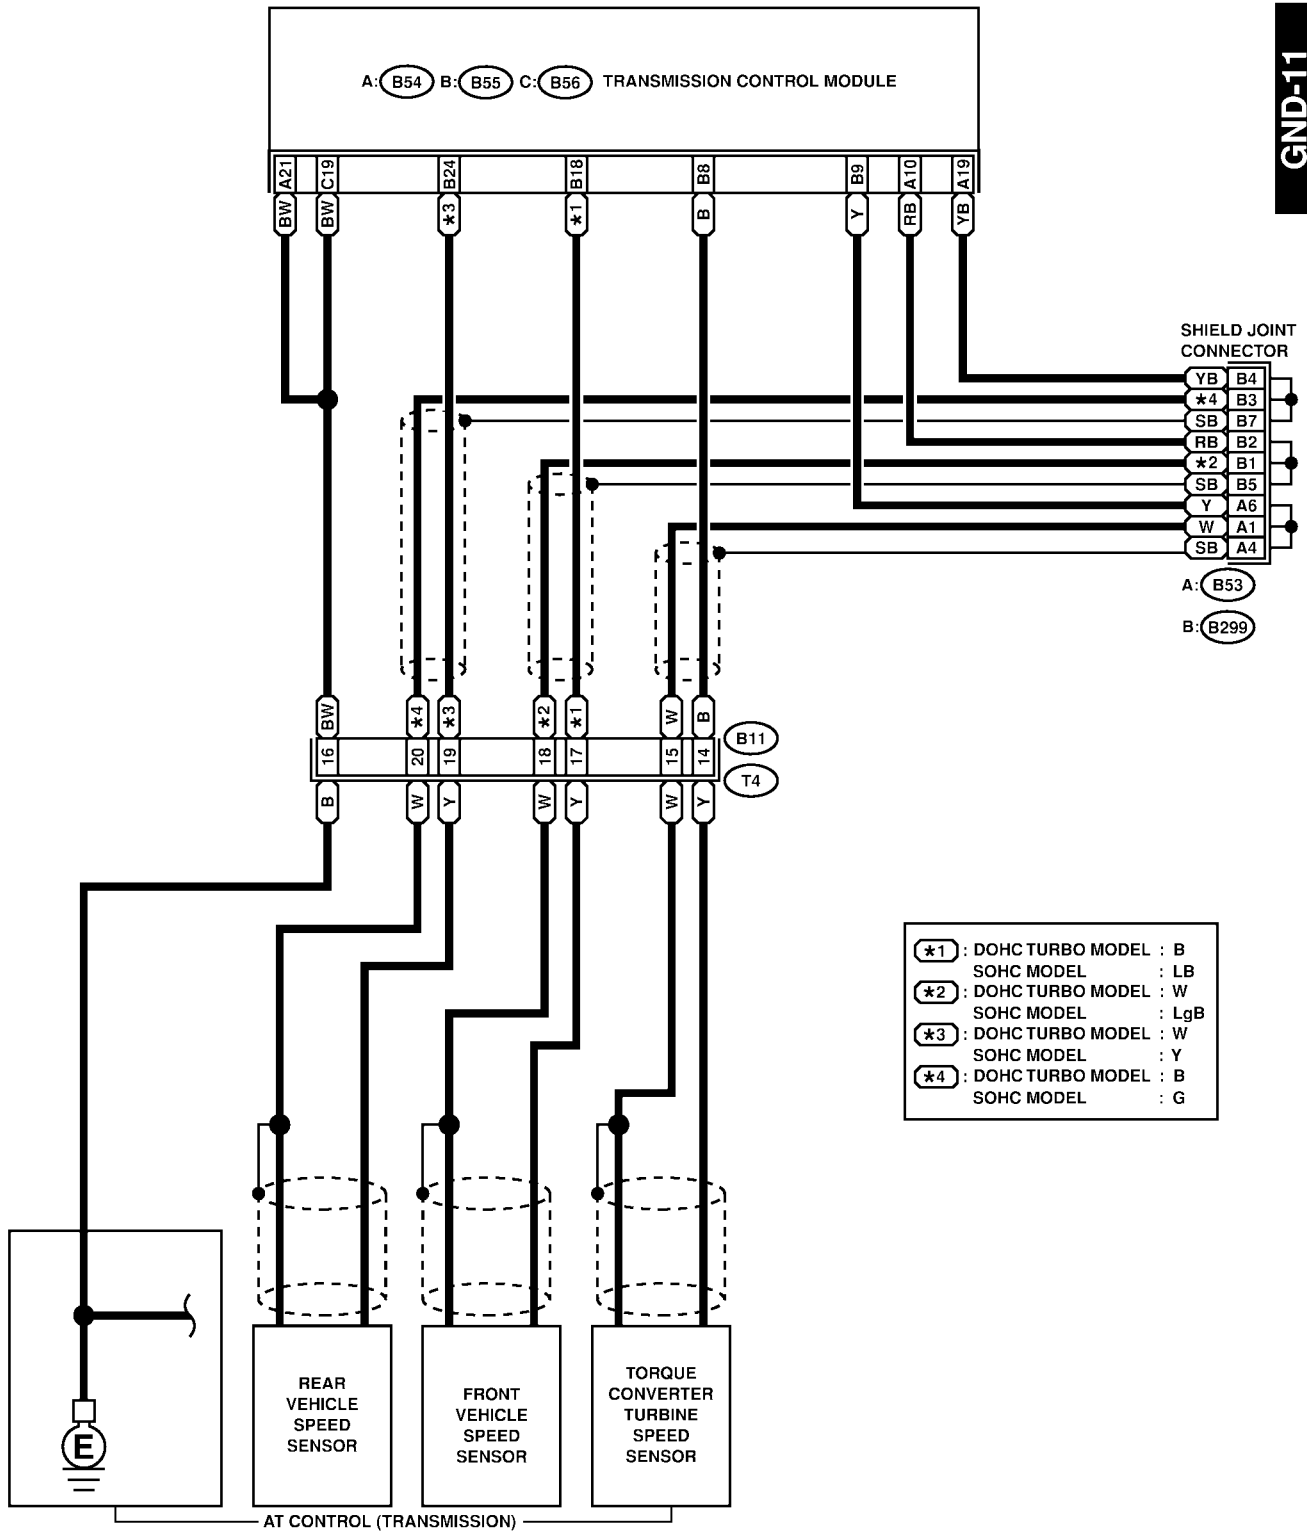 GND-11
A: B54 B: B55 C: B56 TRANSMISSION CONTROL MODULE
A21 C19 B24 B18 B8 B9 A10 A19
BW BW *3 *1 B Y RB YB
SHIELD JOINT
CONNECTOR
YB B4
*4 B3
SB B7
RB B2
*2 B1
SB B5
Y A6
W A1
SB A4
A: B53
B: B299
BW *4 *3 *2 *1 W B
B11
16 20 19 18 17 15 14
T4
B W Y W Y W Y
*1 : DOHC TURBO MODEL : B
SOHC MODEL : LB
*2 : DOHC TURBO MODEL : W
SOHC MODEL : LgB
*3 : DOHC TURBO MODEL : W
SOHC MODEL : Y
*4 : DOHC TURBO MODEL : B
SOHC MODEL : G
E
REAR
VEHICLE
SPEED
SENSOR
FRONT
VEHICLE
SPEED
SENSOR
TORQUE
CONVERTER
TURBINE
SPEED
SENSOR
AT CONTROL (TRANSMISSION)